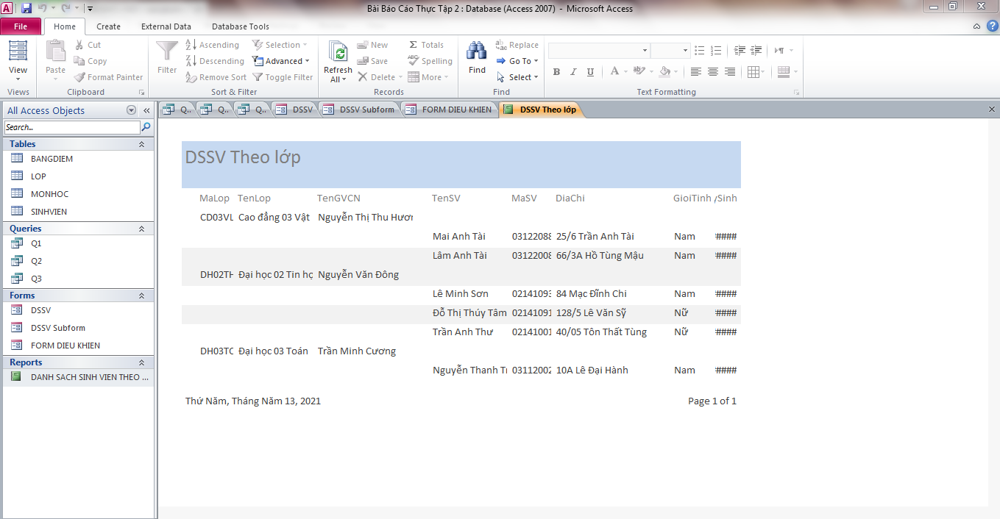 Bài Báo Cáo Thực Tập 2 : Database (Access 2007) - Microsoft Access
File Home Create External Data Database Tools
View
Views
Paste
Cut
Copy
Format Painter
Clipboard
Filter
Ascending
Descending
Remove Sort
Selection
Advanced
Toggle Filter
Sort & Filter
Refresh All
New
Save
Delete
Totals
Spelling
More
Records
Find
Replace
Go To
Select
Find
B I U A
Text Formatting
All Access Objects
Search...
Tables
BANGDIEM
LOP
MONHOC
SINHVIEN
Queries
Q1
Q2
Q3
Forms
DSSV
DSSV Subform
FORM DIEU KHIEN
Reports
DANH SACH SINH VIEN THEO ...
Q.. Q.. Q.. DSSV DSSV Subform FORM DIEU KHIEN DSSV Theo lớp
DSSV Theo lớp
MaLop TenLop TenGVCN TenSV MaSV DiaChi GioiTinh ySinh
CD03VL Cao đẳng 03 Vật Nguyễn Thị Thu Hươn
Mai Anh Tài 03122088 25/6 Trần Anh Tài Nam ####
Lâm Anh Tài 03122008 66/3A Hồ Tùng Mậu Nam ####
DH02TH Đại học 02 Tin học Nguyễn Văn Đông
Lê Minh Sơn 02141093 84 Mạc Đĩnh Chi Nam ####
Đỗ Thị Thúy Tâm 02141091 128/5 Lê Văn Sỹ Nữ ####
Trần Anh Thư 02141001 40/05 Tôn Thất Tùng Nữ ####
DH03TO Đại học 03 Toán Trần Minh Cương
Nguyễn Thanh Tr 03112002 10A Lê Đại Hành Nam ####
Thứ Năm, Tháng Năm 13, 2021 Page 1 of 1